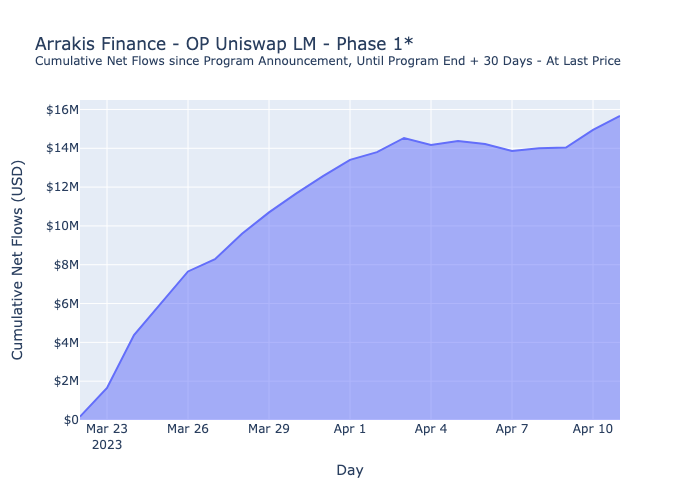 Arrakis Finance - OP Uniswap LM - Phase 1*
Cumulative Net Flows since Program Announcement, Until Program End + 30 Days - At Last Price
Cumulative Net Flows (USD)
$16M
$14M
$12M
$10M
$8M
$6M
$4M
$2M
$0
Mar 23 Mar 26 Mar 29 Apr 1 Apr 4 Apr 7 Apr 10
2023
Day